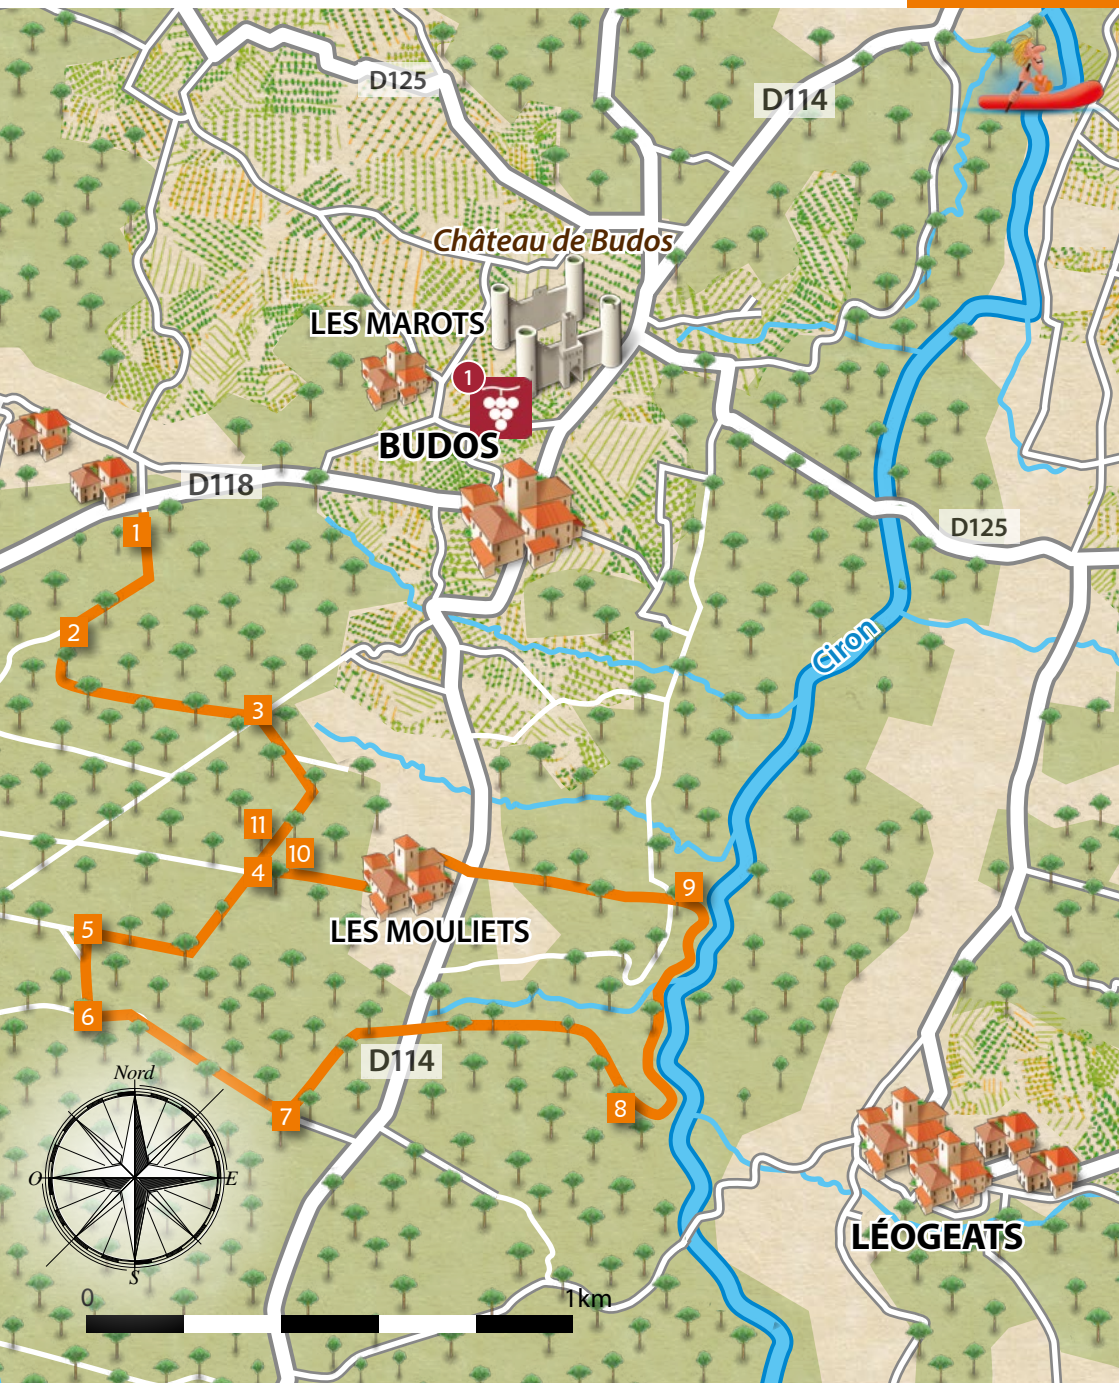 D125
D114
Château de Budos
LES MAROTS
1
BUDOS
D118
1
D125
2
Ciron
3
11
10
4
9
5
LES MOULIETS
6
D114
Nord
8
7
O
E
LÉOGEATS
S
0
1km